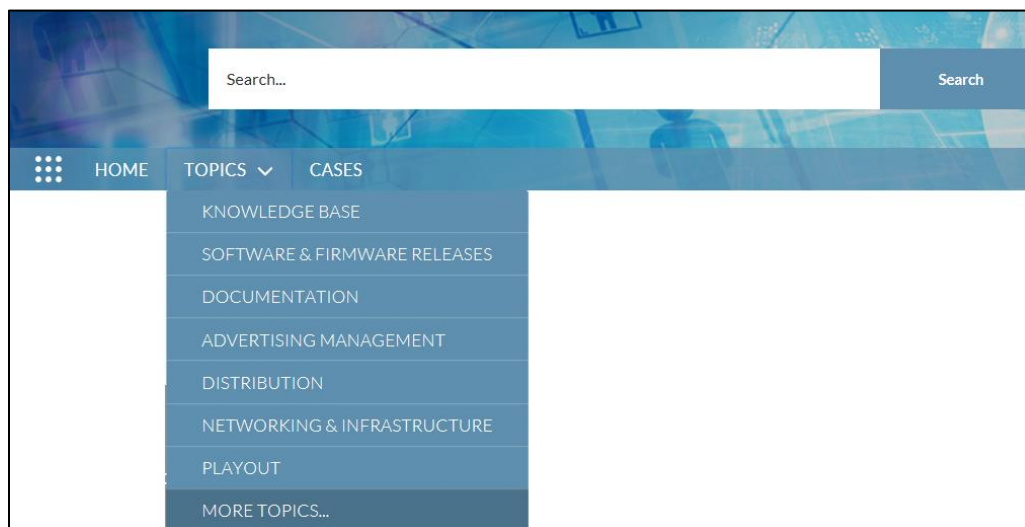 Search...
Search
HOME TOPICS CASES
KNOWLEDGE BASE
SOFTWARE & FIRMWARE RELEASES
DOCUMENTATION
ADVERTISING MANAGEMENT
DISTRIBUTION
NETWORKING & INFRASTRUCTURE
PLAYOUT
MORE TOPICS...